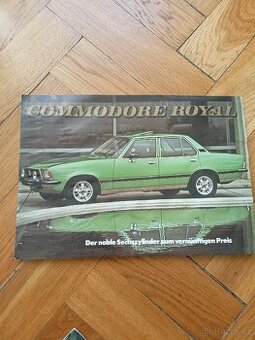 COMMODORE ROYAL
Der noble Sechszylinder zum vernünftigen Preis